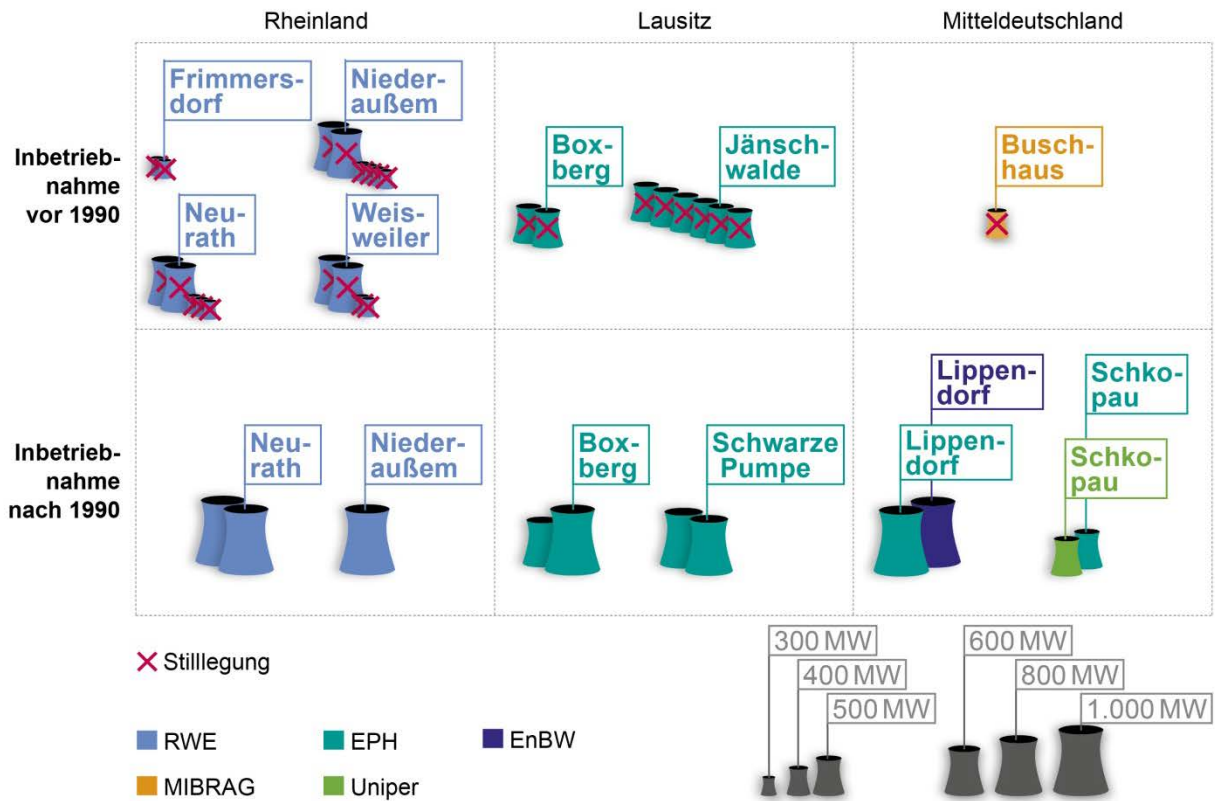 Rheinland
Lausitz
Mitteldeutschland
Inbetrieb-
nahme
vor 1990
Frimmers-
dorf
Nieder-
außem
Neu-
rath
Weis-
weiler
Box-
berg
Jänsch-
walde
Busch-
haus
Inbetrieb-
nahme
nach 1990
Neu-
rath
Nieder-
außem
Box-
berg
Schwarze
Pumpe
Lippen-
dorf
Lippen-
dorf
Schko-
pau
Schko-
pau
Stilllegung
RWE
EPH
EnBW
MIBRAG
Uniper
300 MW
400 MW
500 MW
600 MW
800 MW
1.000 MW